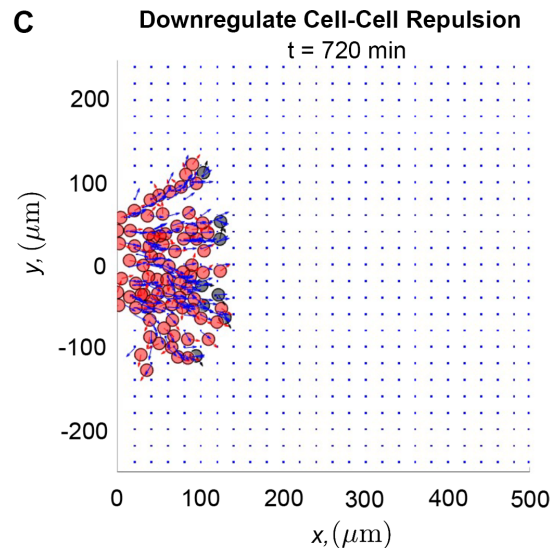 C
Downregulate Cell-Cell Repulsion
t = 720 min
200
100
0
-100
-200
y, (μm)
0 100 200 300 400 500
x, (μm)